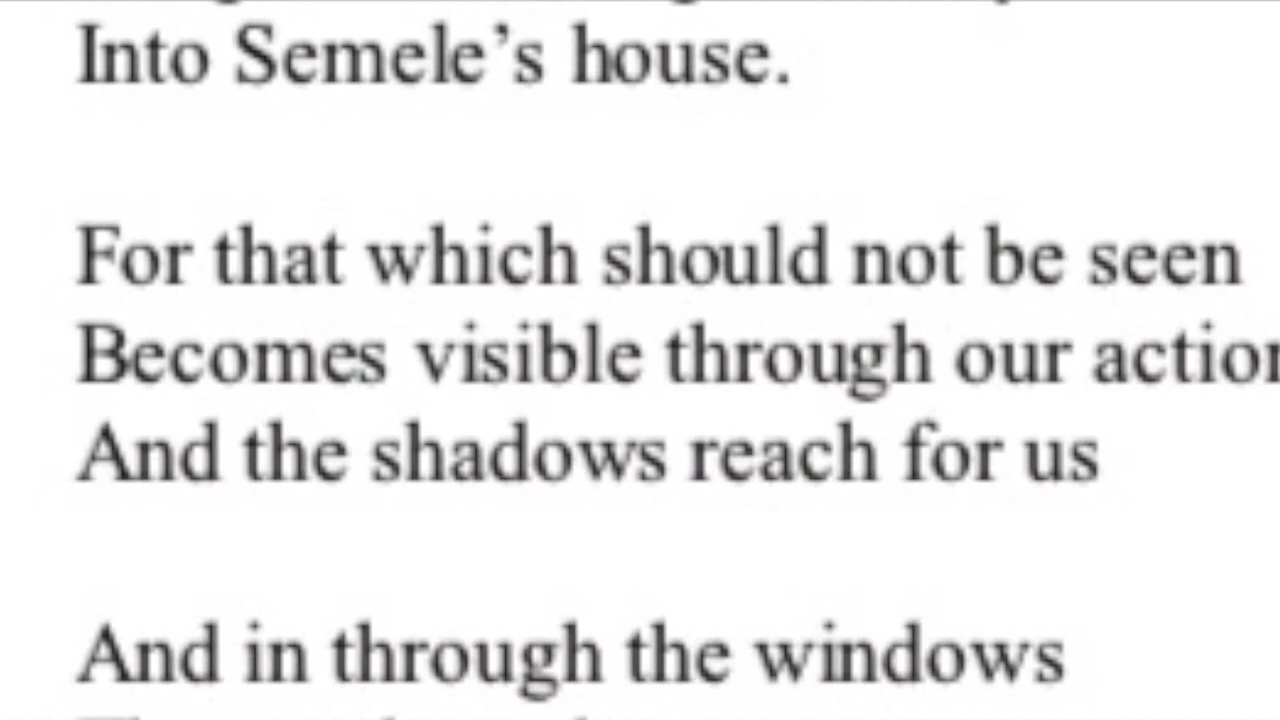 Into Semele’s house.
For that which should not be seen
Becomes visible through our
And the shadows reach for us
And in through the windows